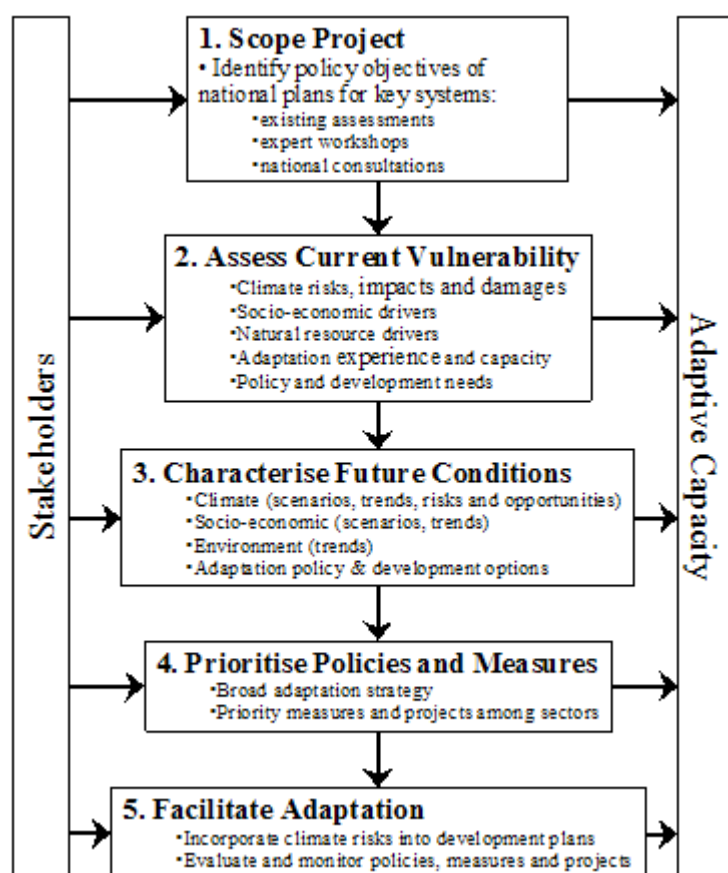 1. Scope Project
• Identify policy objectives of
national plans for key systems:
•existing assessments
•expert workshops
•national consultations
2. Assess Current Vulnerability
•Climate risks, impacts and damages
•Socio-economic drivers
•Natural resource drivers
•Adaptation experience and capacity
•Policy and development needs
Stakeholders
Adaptive Capacity
3. Characterise Future Conditions
•Climate (scenarios, trends, risks and opportunities)
•Socio-economic (scenarios, trends)
•Environment (trends)
•Adaptation policy & development options
4. Prioritise Policies and Measures
•Broad adaptation strategy
•Priority measures and projects among sectors
5. Facilitate Adaptation
•Incorporate climate risks into development plans
•Evaluate and monitor policies, measures and projects